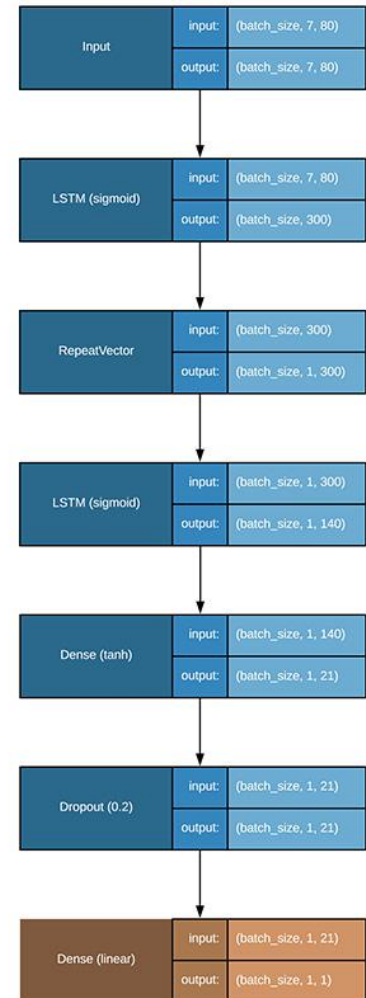 Input
input: (batch_size, 7, 80)
output: (batch_size, 7, 80)
LSTM (sigmoid)
input: (batch_size, 7, 80)
output: (batch_size, 300)
RepeatVector
input: (batch_size, 300)
output: (batch_size, 1, 300)
LSTM (sigmoid)
input: (batch_size, 1, 300)
output: (batch_size, 1, 140)
Dense (tanh)
input: (batch_size, 1, 140)
output: (batch_size, 1, 21)
Dropout (0.2)
input: (batch_size, 1, 21)
output: (batch_size, 1, 21)
Dense (linear)
input: (batch_size, 1, 21)
output: (batch_size, 1, 1)